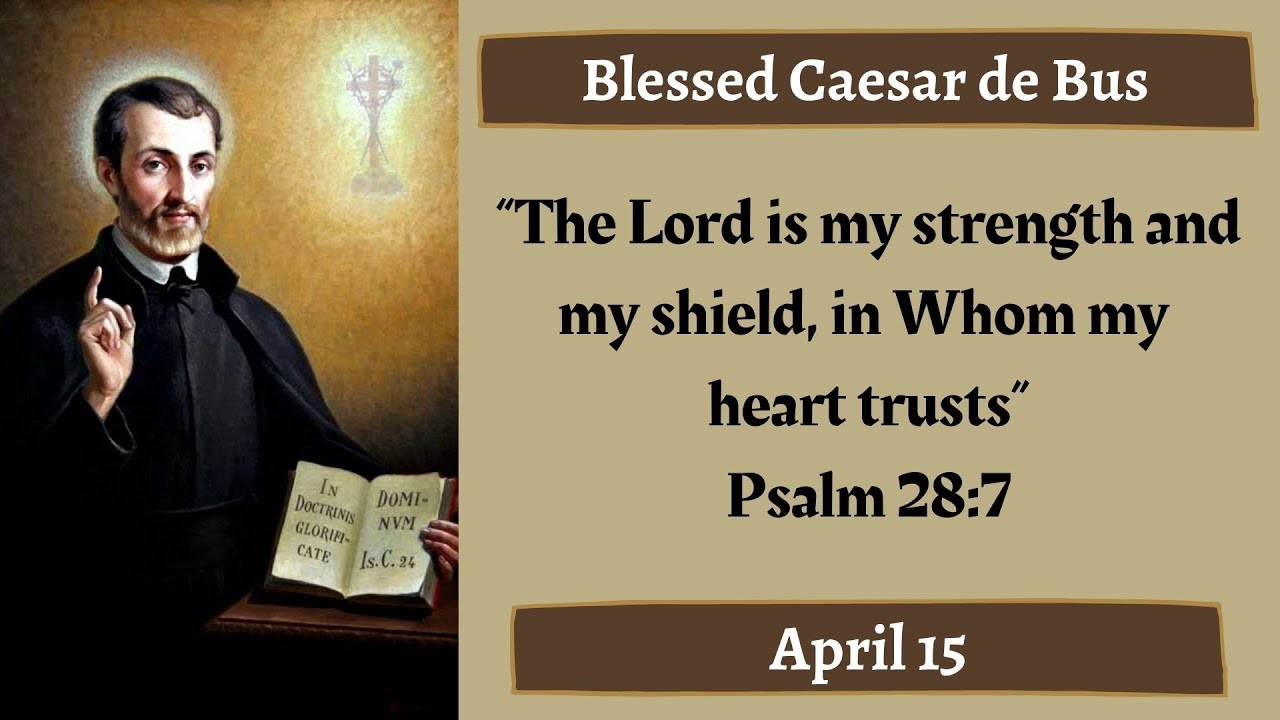 Blessed Caesar de Bus
“The Lord is my strength and
my shield, in Whom my
heart trusts”
Psalm 28:7
April 15
IN
DOCTRINIS
GLORIFI-
CATE
DOMI-
NVM
IS. C. 24